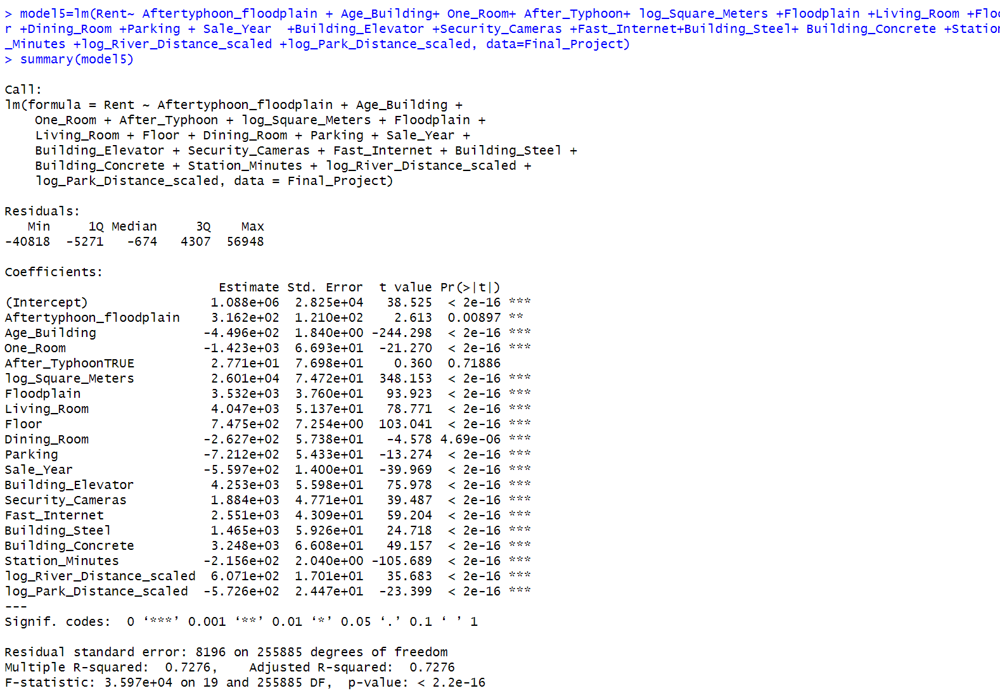 > model5=lm(Rent~ Aftertyphoon_floodplain + Age_Building+ One_Room+ After_Typhoon+ log_Square_Meters +Floodplain +Living_Room +Floo
r +Dining_Room +Parking + Sale_Year  +Building_Elevator +Security_Cameras +Fast_Internet+Building_Steel+ Building_Concrete +Station
_Minutes +log_River_Distance_scaled +log_Park_Distance_scaled, data=Final_Project)
> summary(model5)

Call:
lm(formula = Rent ~ Aftertyphoon_floodplain + Age_Building +
    One_Room + After_Typhoon + log_Square_Meters + Floodplain +
    Living_Room + Floor + Dining_Room + Parking + Sale_Year +
    Building_Elevator + Security_Cameras + Fast_Internet + Building_Steel +
    Building_Concrete + Station_Minutes + log_River_Distance_scaled +
    log_Park_Distance_scaled, data = Final_Project)

Residuals:
   Min     1Q Median     3Q    Max
-40818  -5271   -674   4307  56948

Coefficients:
                            Estimate Std. Error  t value Pr(>|t|)
(Intercept)                1.088e+06  2.825e+04   38.525  < 2e-16 ***
Aftertyphoon_floodplain    3.162e+02  1.210e+02    2.613  0.00897 **
Age_Building              -4.496e+02  1.840e+00 -244.298  < 2e-16 ***
One_Room                  -1.423e+03  6.693e+01  -21.270  < 2e-16 ***
After_TyphoonTRUE          2.771e+01  7.698e+01    0.360  0.71886
log_Square_Meters          2.601e+04  7.472e+01  348.153  < 2e-16 ***
Floodplain                 3.532e+03  3.760e+01   93.923  < 2e-16 ***
Living_Room                4.047e+03  5.137e+01   78.771  < 2e-16 ***
Floor                      7.475e+02  7.254e+00  103.041  < 2e-16 ***
Dining_Room               -2.627e+02  5.738e+01   -4.578 4.69e-06 ***
Parking                   -7.212e+02  5.433e+01  -13.274  < 2e-16 ***
Sale_Year                 -5.597e+02  1.400e+01  -39.969  < 2e-16 ***
Building_Elevator          4.253e+03  5.598e+01   75.978  < 2e-16 ***
Security_Cameras           1.884e+03  4.771e+01   39.487  < 2e-16 ***
Fast_Internet              2.551e+03  4.309e+01   59.204  < 2e-16 ***
Building_Steel             1.465e+03  5.926e+01   24.718  < 2e-16 ***
Building_Concrete          3.248e+03  6.608e+01   49.157  < 2e-16 ***
Station_Minutes           -2.156e+02  2.040e+00 -105.689  < 2e-16 ***
log_River_Distance_scaled  6.071e+02  1.701e+01   35.683  < 2e-16 ***
log_Park_Distance_scaled  -5.726e+02  2.447e+01  -23.399  < 2e-16 ***
---
Signif. codes:  0 ‘***’ 0.001 ‘**’ 0.01 ‘*’ 0.05 ‘.’ 0.1 ‘ ’ 1

Residual standard error: 8196 on 255885 degrees of freedom
Multiple R-squared:  0.7276,	Adjusted R-squared:  0.7276
F-statistic: 3.597e+04 on 19 and 255885 DF,  p-value: < 2.2e-16